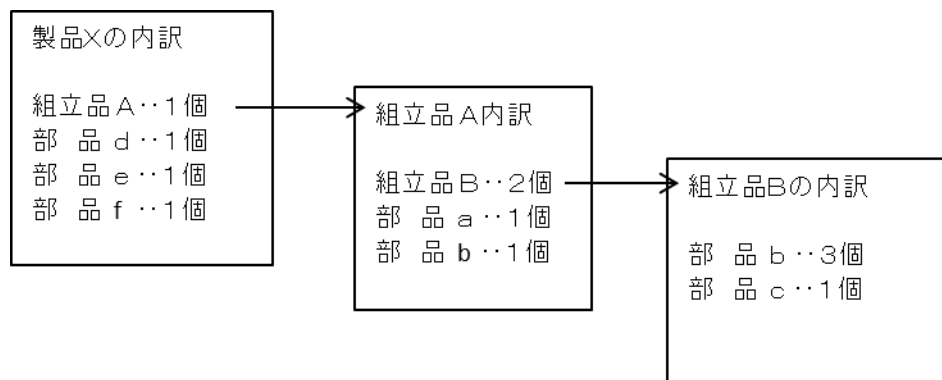 製品Xの内訳
組立品A‥1個
部 品 d‥1個
部 品 e‥1個
部 品 f‥1個
組立品A内訳
組立品B‥2個
部 品 a‥1個
部 品 b‥1個
組立品Bの内訳
部 品 b‥3個
部 品 c‥1個